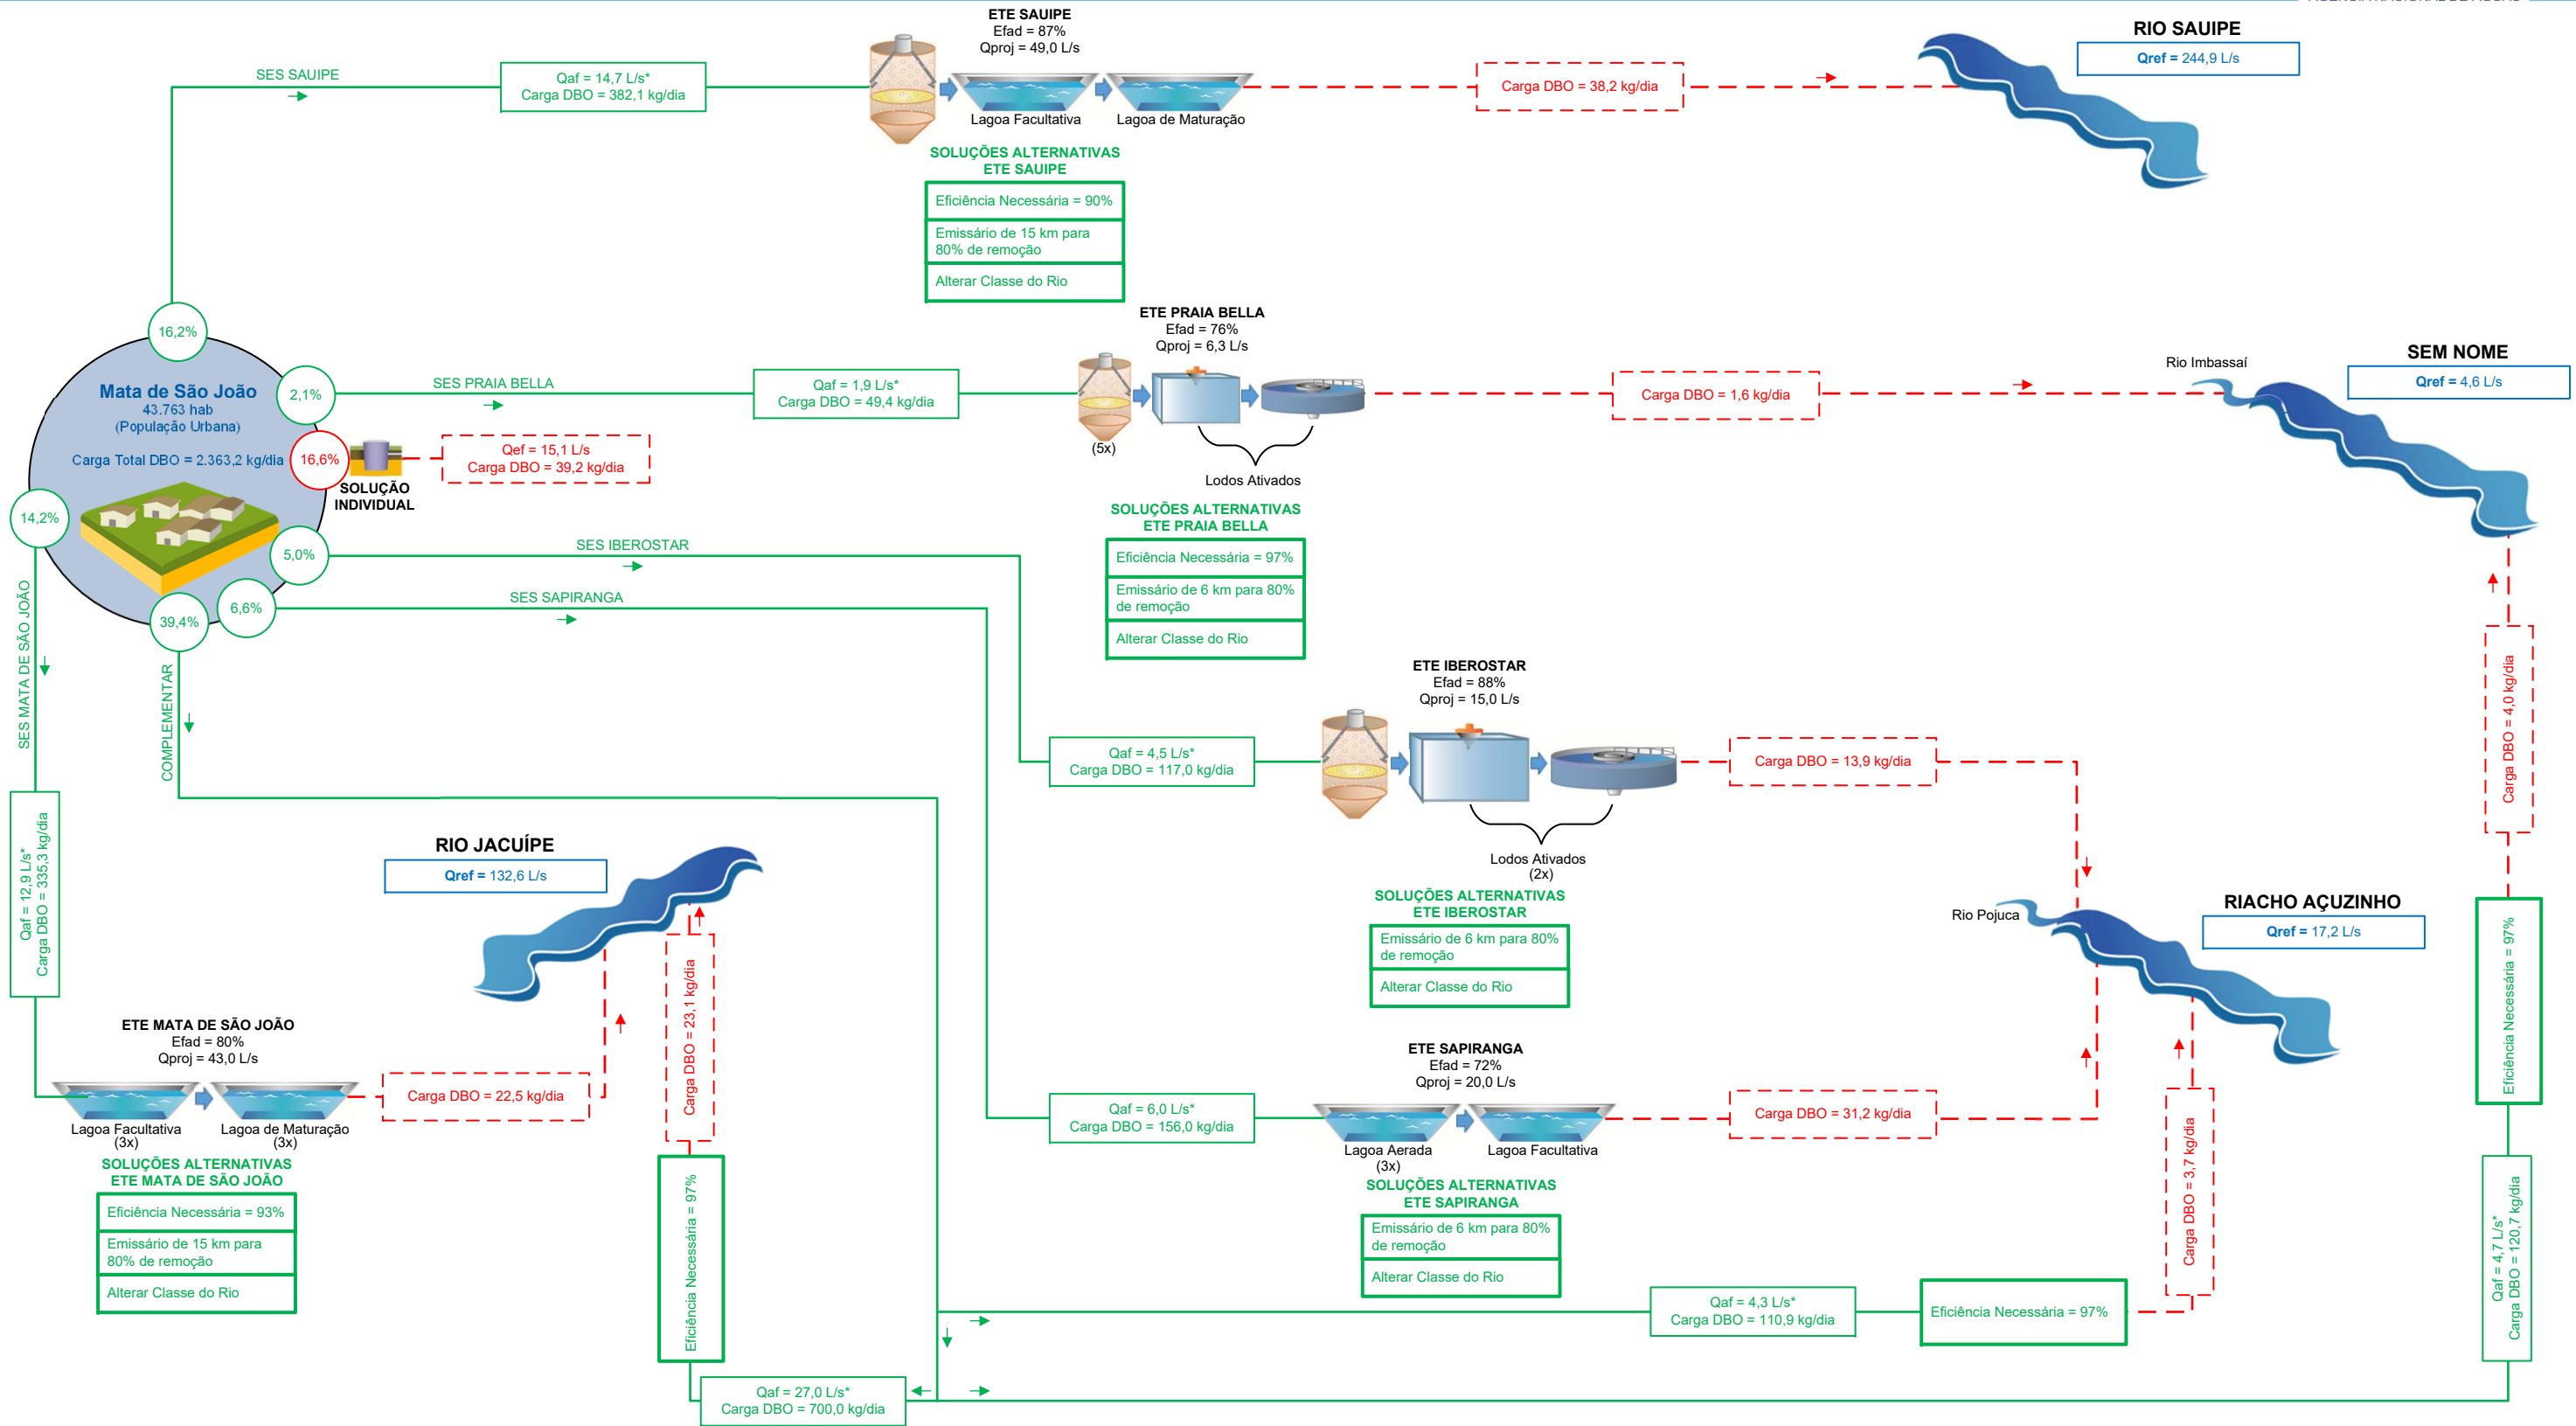 ETE SAUIPE
Efad = 87%
Qproj = 49,0 L/s
RIO SAUIPE
Qref = 244,9 L/s
SES SAUIPE
Qaf = 14,7 L/s*
Carga DBO = 382,1 kg/dia
Lagoa Facultativa
Lagoa de Maturação
Carga DBO = 38,2 kg/dia
SOLUÇÕES ALTERNATIVAS
ETE SAUIPE
Eficiência Necessária = 90%
Emissário de 15 km para
80% de remoção
Alterar Classe do Rio
16,2%
Mata de São João
43.763 hab
(População Urbana)
Carga Total DBO = 2.363,2 kg/dia
2,1%
16,6%
14,2%
5,0%
6,6%
39,4%
SES PRAIA BELLA
Qaf = 1,9 L/s*
Carga DBO = 49,4 kg/dia
ETE PRAIA BELLA
Efad = 76%
Qproj = 6,3 L/s
(5x)
Lodos Ativados
Carga DBO = 1,6 kg/dia
Rio Imbassaí
SEM NOME
Qref = 4,6 L/s
SOLUÇÃO
INDIVIDUAL
Qef = 15,1 L/s
Carga DBO = 39,2 kg/dia
SOLUÇÕES ALTERNATIVAS
ETE PRAIA BELLA
Eficiência Necessária = 97%
Emissário de 6 km para 80%
de remoção
Alterar Classe do Rio
SES IBEROSTAR
SES SAPIRANGA
SES MATA DE SÃO JOÃO
COMPLEMENTAR
ETE IBEROSTAR
Efad = 88%
Qproj = 15,0 L/s
Qaf = 4,5 L/s*
Carga DBO = 117,0 kg/dia
Lodos Ativados
(2x)
Carga DBO = 13,9 kg/dia
Carga DBO = 4,0 kg/dia
SOLUÇÕES ALTERNATIVAS
ETE IBEROSTAR
Emissário de 6 km para 80%
de remoção
Alterar Classe do Rio
Rio Pojuca
RIACHO AÇUZINHO
Qref = 17,2 L/s
Qaf = 12,9 L/s*
Carga DBO = 335,3 kg/dia
RIO JACUÍPE
Qref = 132,6 L/s
ETE MATA DE SÃO JOÃO
Efad = 80%
Qproj = 43,0 L/s
Lagoa Facultativa
(3x)
Lagoa de Maturação
(3x)
Carga DBO = 22,5 kg/dia
Carga DBO = 23,1 kg/dia
SOLUÇÕES ALTERNATIVAS
ETE MATA DE SÃO JOÃO
Eficiência Necessária = 93%
Emissário de 15 km para
80% de remoção
Alterar Classe do Rio
Eficiência Necessária = 97%
ETE SAPIRANGA
Efad = 72%
Qproj = 20,0 L/s
Qaf = 6,0 L/s*
Carga DBO = 156,0 kg/dia
Lagoa Aerada
(3x)
Lagoa Facultativa
Carga DBO = 31,2 kg/dia
SOLUÇÕES ALTERNATIVAS
ETE SAPIRANGA
Emissário de 6 km para 80%
de remoção
Alterar Classe do Rio
Carga DBO = 3,7 kg/dia
Qaf = 4,3 L/s*
Carga DBO = 110,9 kg/dia
Eficiência Necessária = 97%
Eficiência Necessária = 97%
Qaf = 4,7 L/s*
Carga DBO = 120,7 kg/dia
Qaf = 27,0 L/s*
Carga DBO = 700,0 kg/dia